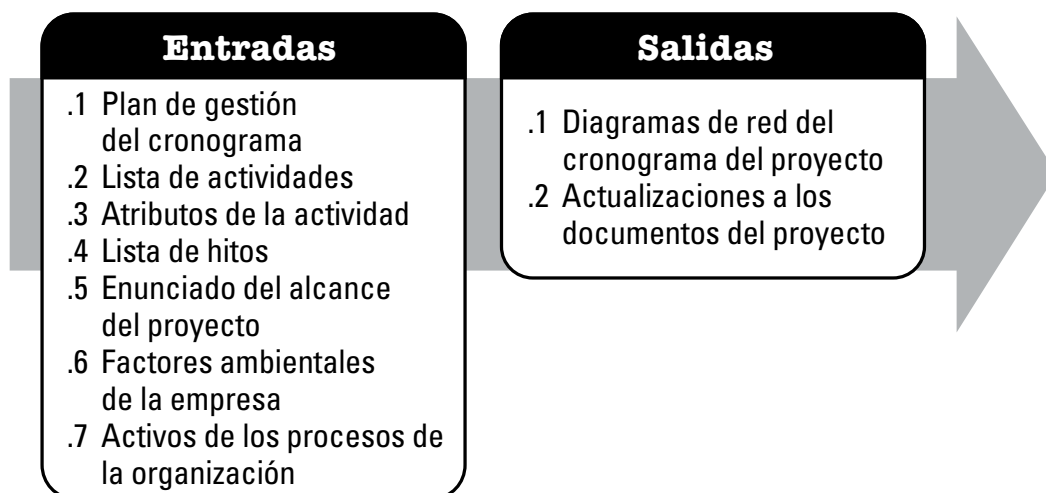 Entradas
.1 Plan de gestión
del cronograma
.2 Lista de actividades
.3 Atributos de la actividad
.4 Lista de hitos
.5 Enunciado del alcance
del proyecto
.6 Factores ambientales
de la empresa
.7 Activos de los procesos de
la organización
Salidas
.1 Diagramas de red del
cronograma del proyecto
.2 Actualizaciones a los
documentos del proyecto